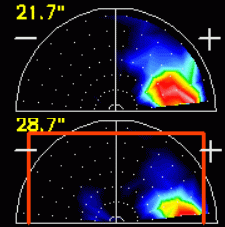 21.7"
− +
28.7"
− +